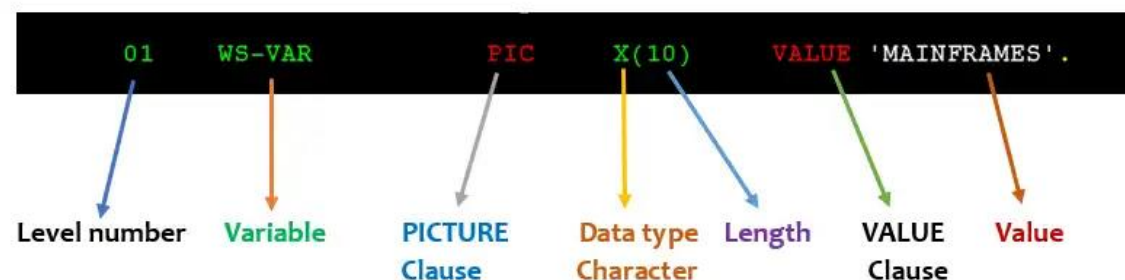 01 WS-VAR PIC X(10) VALUE 'MAINFRAMES'.
Level number Variable PICTURE Data type Length VALUE Value
Clause Character Clause